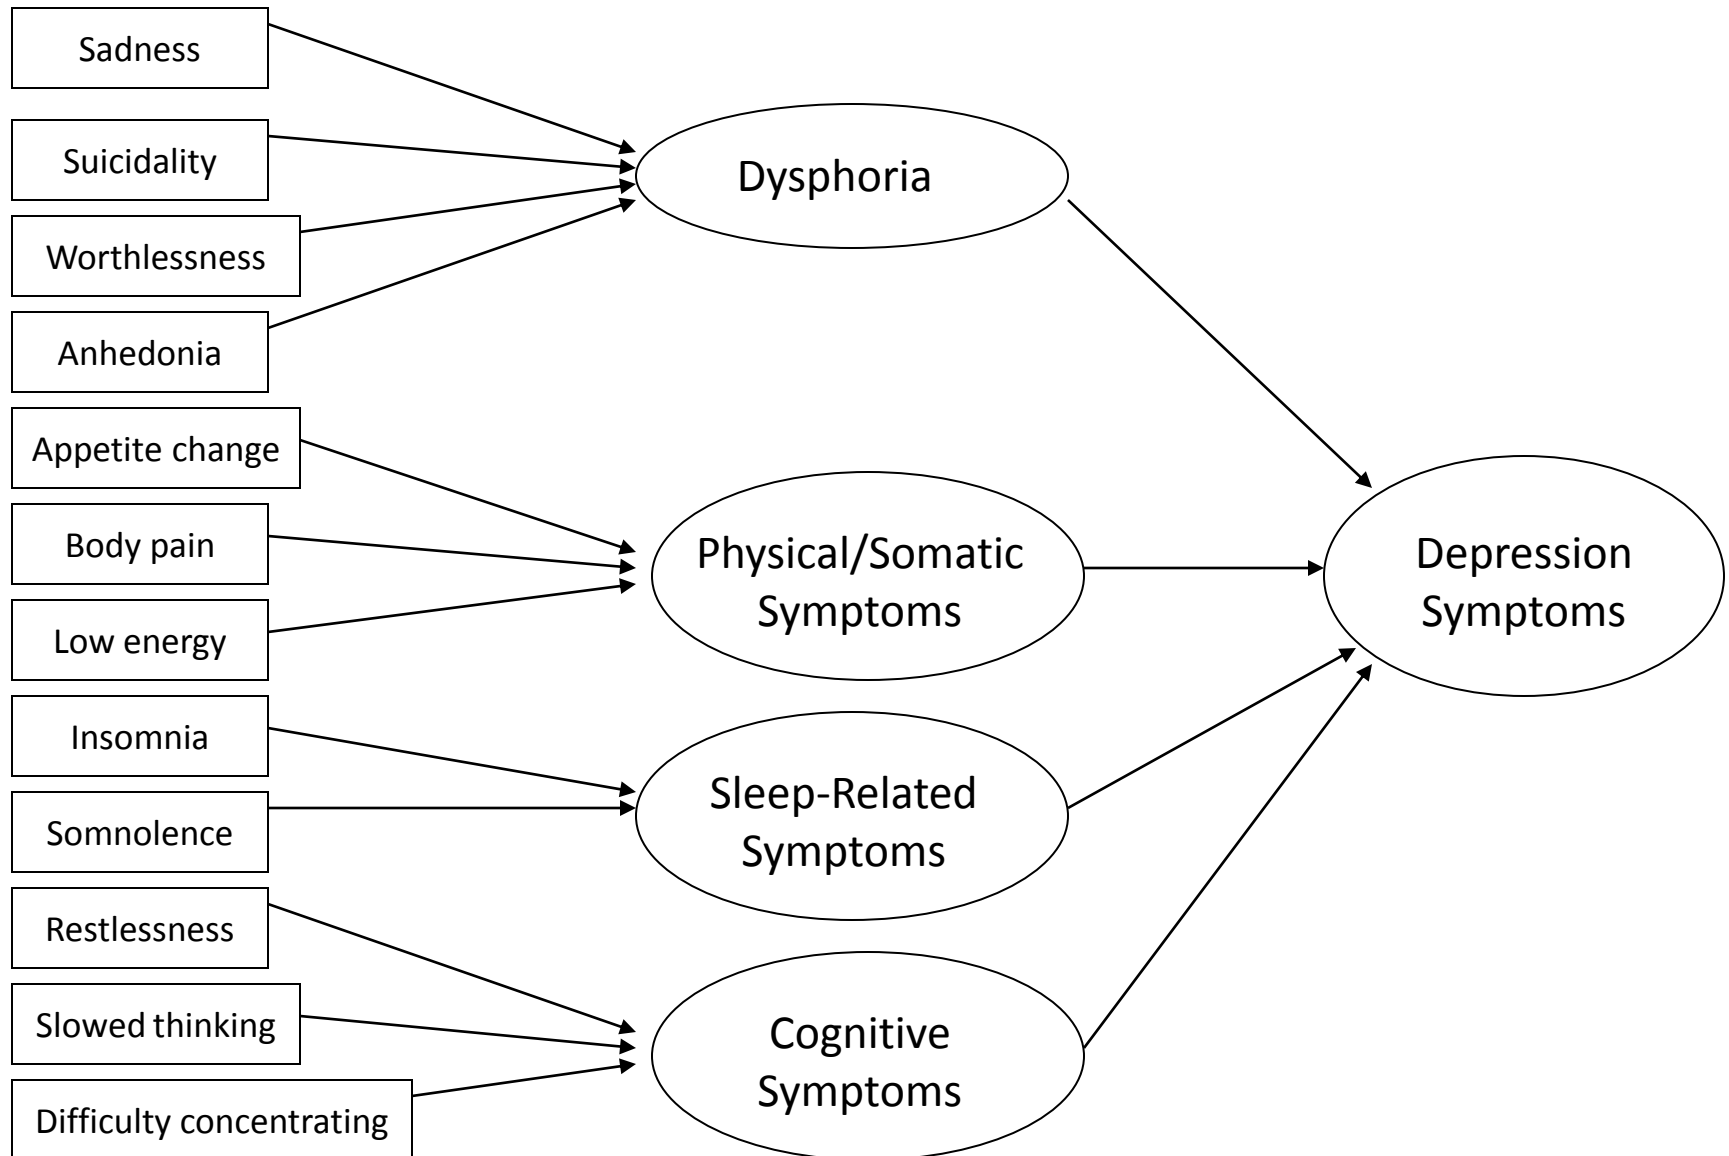 Sadness
Suicidality
Worthlessness
Anhedonia
Appetite change
Body pain
Low energy
Insomnia
Somnolence
Restlessness
Slowed thinking
Difficulty concentrating
Dysphoria
Physical/Somatic
Symptoms
Sleep-Related
Symptoms
Cognitive
Symptoms
Depression
Symptoms